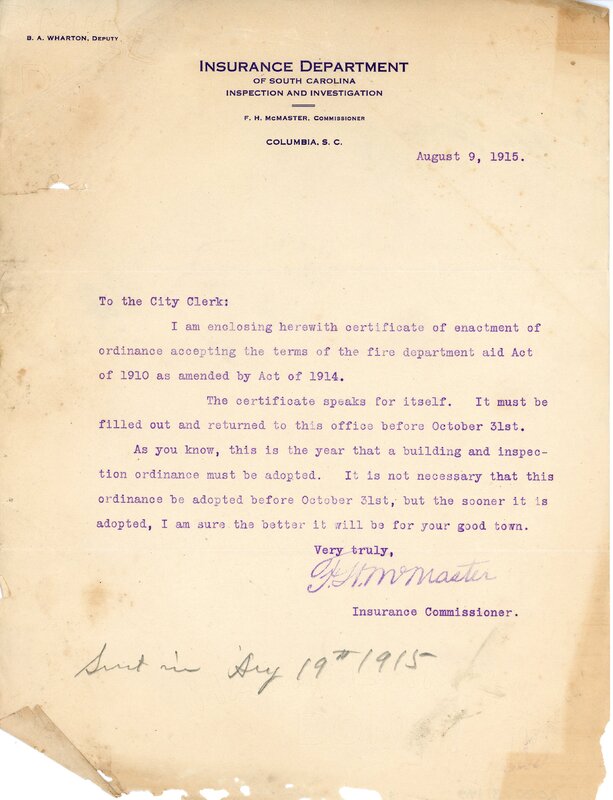 B. A. WHARTON, DEPUTY
INSURANCE DEPARTMENT
OF SOUTH CAROLINA
INSPECTION AND INVESTIGATION
F. H. MCMASTER, COMMISSIONER
COLUMBIA, S. C.
August 9, 1915.
To the City Clerk:
I am enclosing herewith certificate of enactment of
ordinance accepting the terms of the fire department aid Act
of 1910 as amended by Act of 1914.
The certificate speaks for itself. It must be
filled out and returned to this office before October 31st.
As you know, this is the year that a building and inspec-
tion ordinance must be adopted. It is not necessary that this
ordinance be adopted before October 31st, but the sooner it is
adopted, I am sure the better it will be for your good town.
Very truly,
F. H. McMaster
Insurance Commissioner.
Sent in Aug 19th 1915